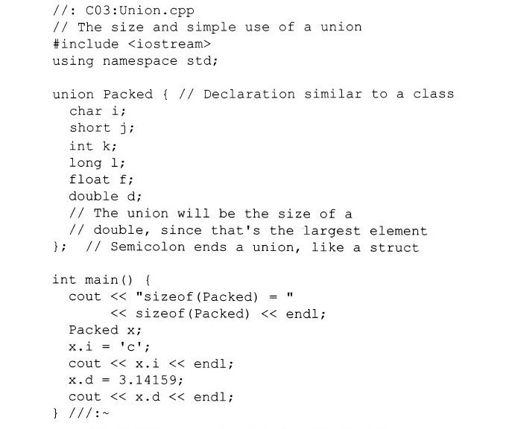 //: C03:Union.cpp
// The size and simple use of a union
#include <iostream>
using namespace std;

union Packed { // Declaration similar to a class
  char i;
  short j;
  int k;
  long l;
  float f;
  double d;
  // The union will be the size of a
  // double, since that's the largest element
};  // Semicolon ends a union, like a struct

int main() {
  cout << "sizeof(Packed) = "
       << sizeof(Packed) << endl;
  Packed x;
  x.i = 'c';
  cout << x.i << endl;
  x.d = 3.14159;
  cout << x.d << endl;
} ///:~